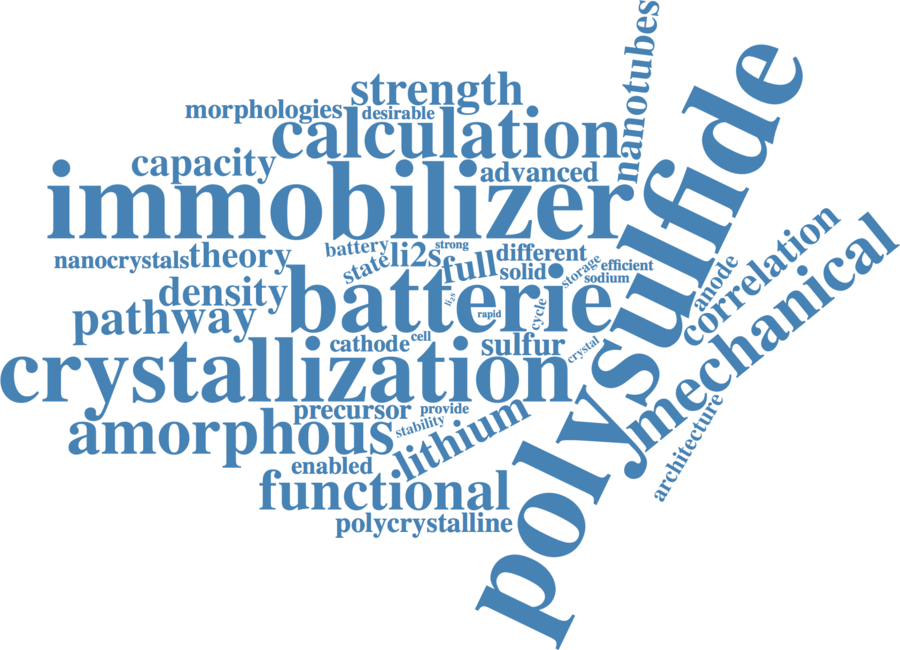 nanotubes
strength
morphologies
desirable
calculation
polysulfide
capacity
advanced
immobilizer
battery
strong
nanocrystals
theory
li2s
different
correlation
state
full
solid
storage
efficient
sodium
anode
mechanical
density
batterie
li2s
rapid
cycle
pathway
cathode
cell
sulfur
crystal
crystallization
precursor
provide
amorphous
stability
lithium
architecture
enabled
functional
polycrystalline